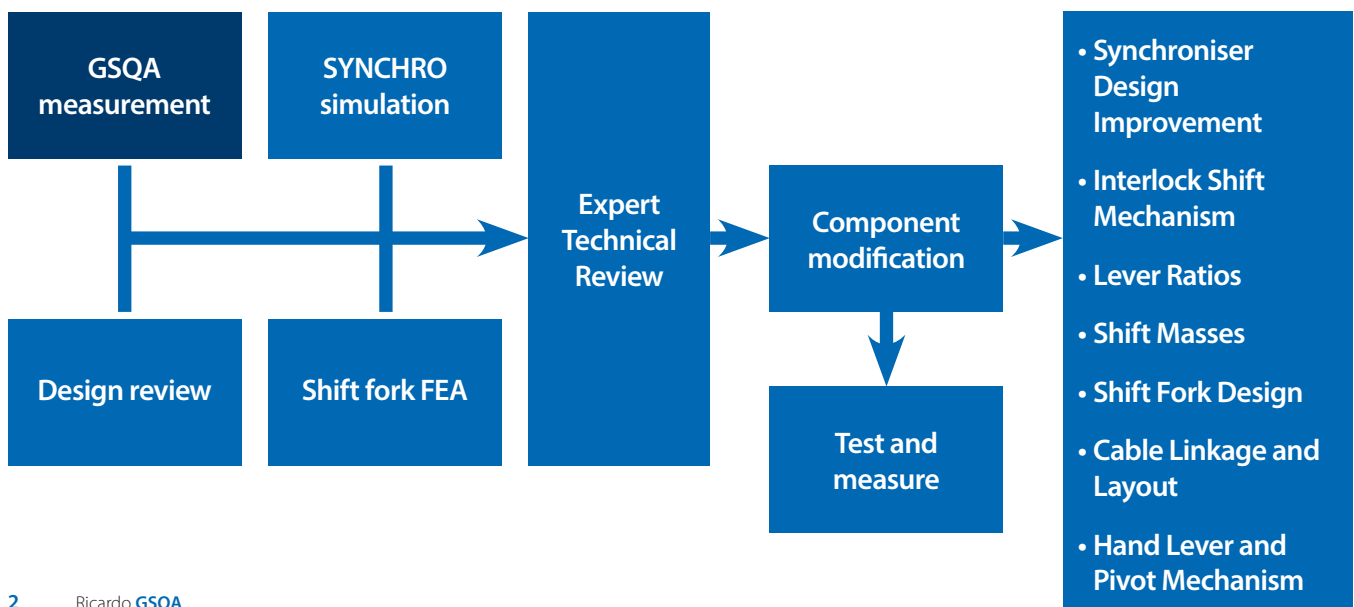 GSQA
measurement
SYNCHRO
simulation
Design review
Shift fork FEA
Expert
Technical
Review
Component
modification
Test and
measure
• Synchroniser
Design
Improvement
• Interlock Shift
Mechanism
• Lever Ratios
• Shift Masses
• Shift Fork Design
• Cable Linkage and
Layout
• Hand Lever and
Pivot Mechanism
2 Ricardo GSQA